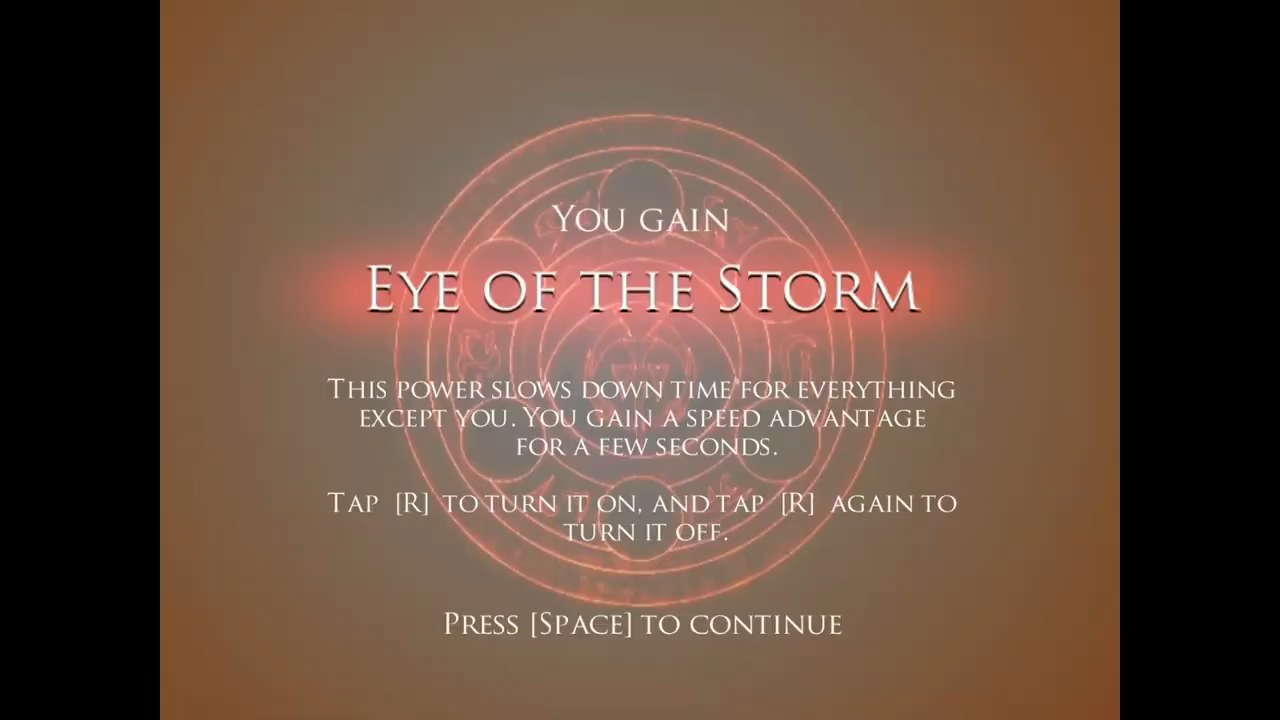 You gain
Eye of the Storm
This power slows down time for everything
except you. You gain a speed advantage
for a few seconds.
Tap [R] to turn it on, and tap [R] again to
turn it off.
Press [Space] to continue